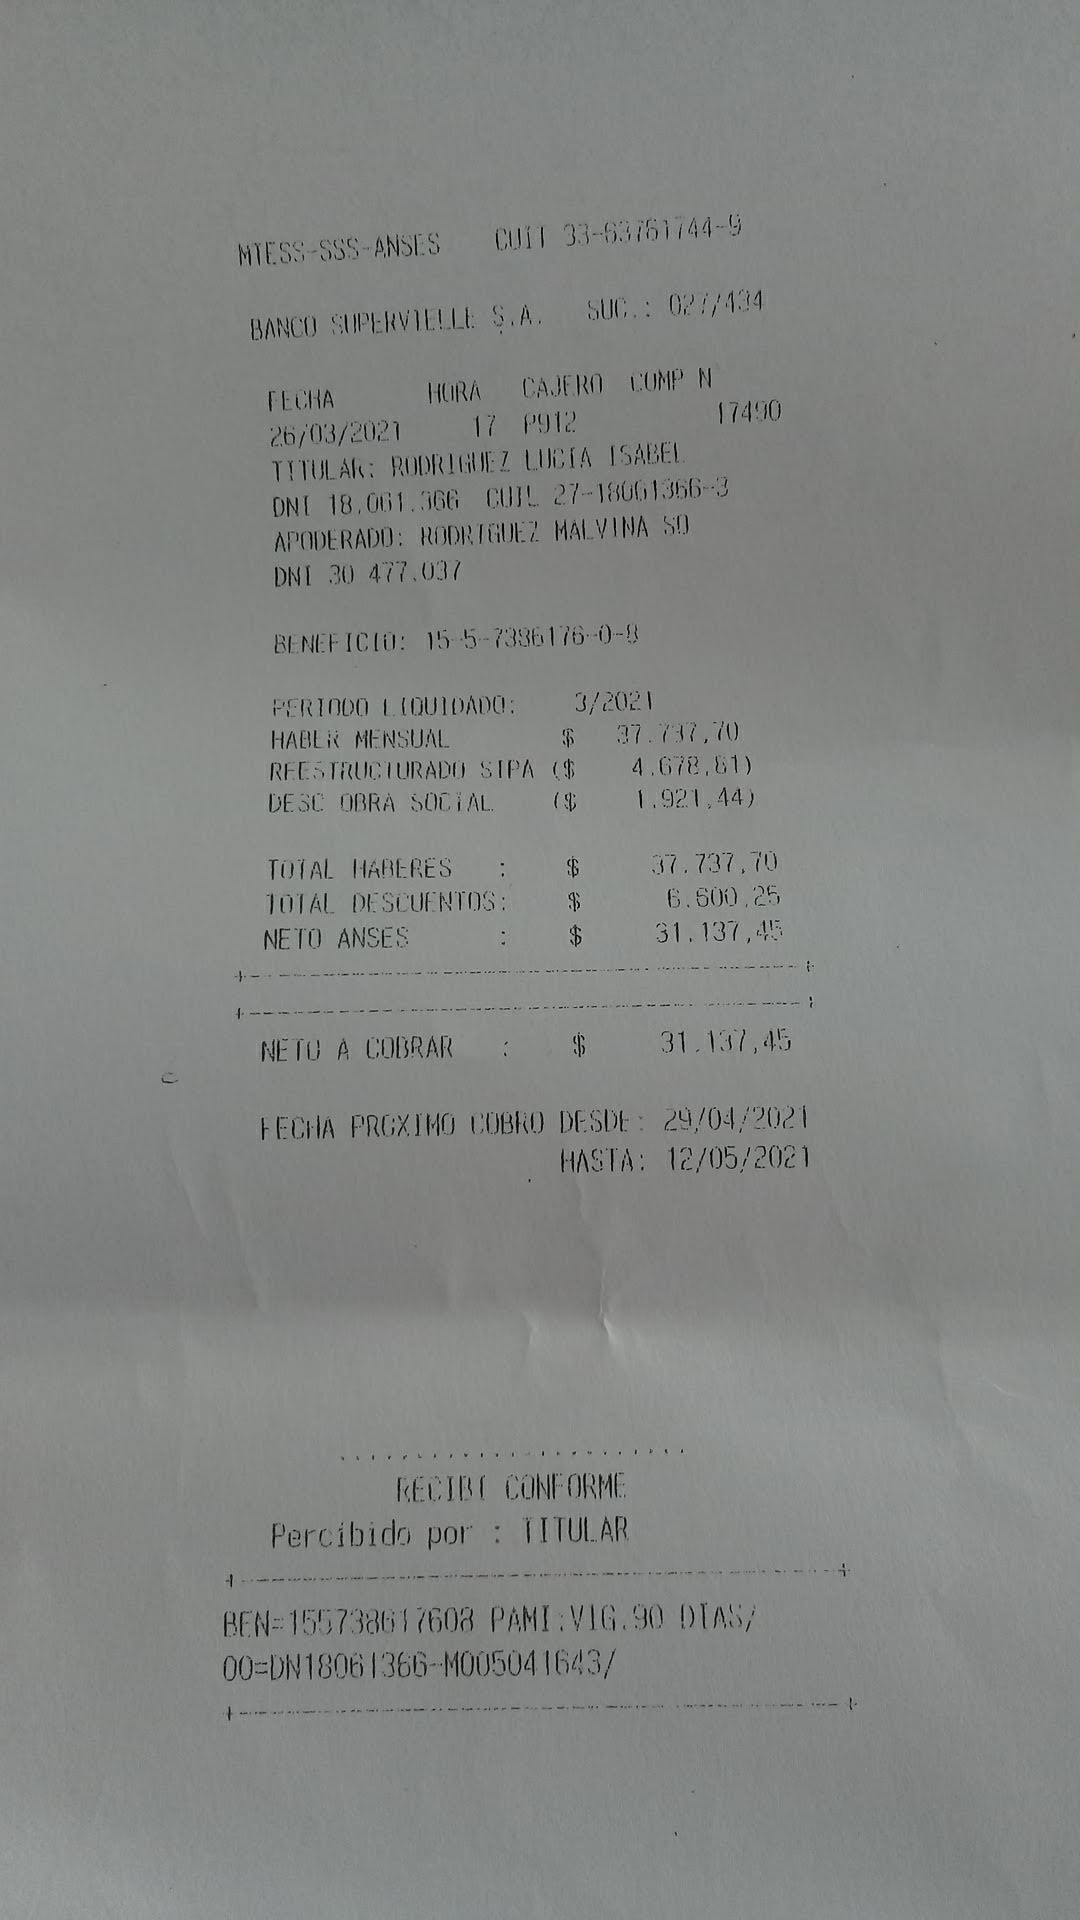 MTESS-SSS-ANSES CUIT 33-63761744-9
BANCO SUPERVIELLE S.A. SUC.: 027/434
FECHA HORA CAJERO COMP N
26/03/2021 17 P912 17490
TITULAR: RODRIGUEZ LUCIA ISABEL
DNI 18.061.366 CUIL 27-18061366-3
APODERADO: RODRIGUEZ MALVINA SO
DNI 30 477.037
BENEFICIO: 15-5-7386176-0-8
PERIODO LIQUIDADO: 3/2021
HABER MENSUAL $ 37.737,70
REESTRUCTURADO SIPA ($ 4.678,81)
DESC OBRA SOCIAL ($ 1.921,44)
TOTAL HABERES : $ 37.737,70
TOTAL DESCUENTOS: $ 6.600,25
NETO ANSES : $ 31.137,45
NETO A COBRAR : $ 31.137,45
FECHA PROXIMO COBRO DESDE: 29/04/2021
HASTA: 12/05/2021
RECIBI CONFORME
Percibido por : TITULAR
BEN=155738617608 PAMI:VIG.90 DIAS/
00=DN18061366-M005041643/